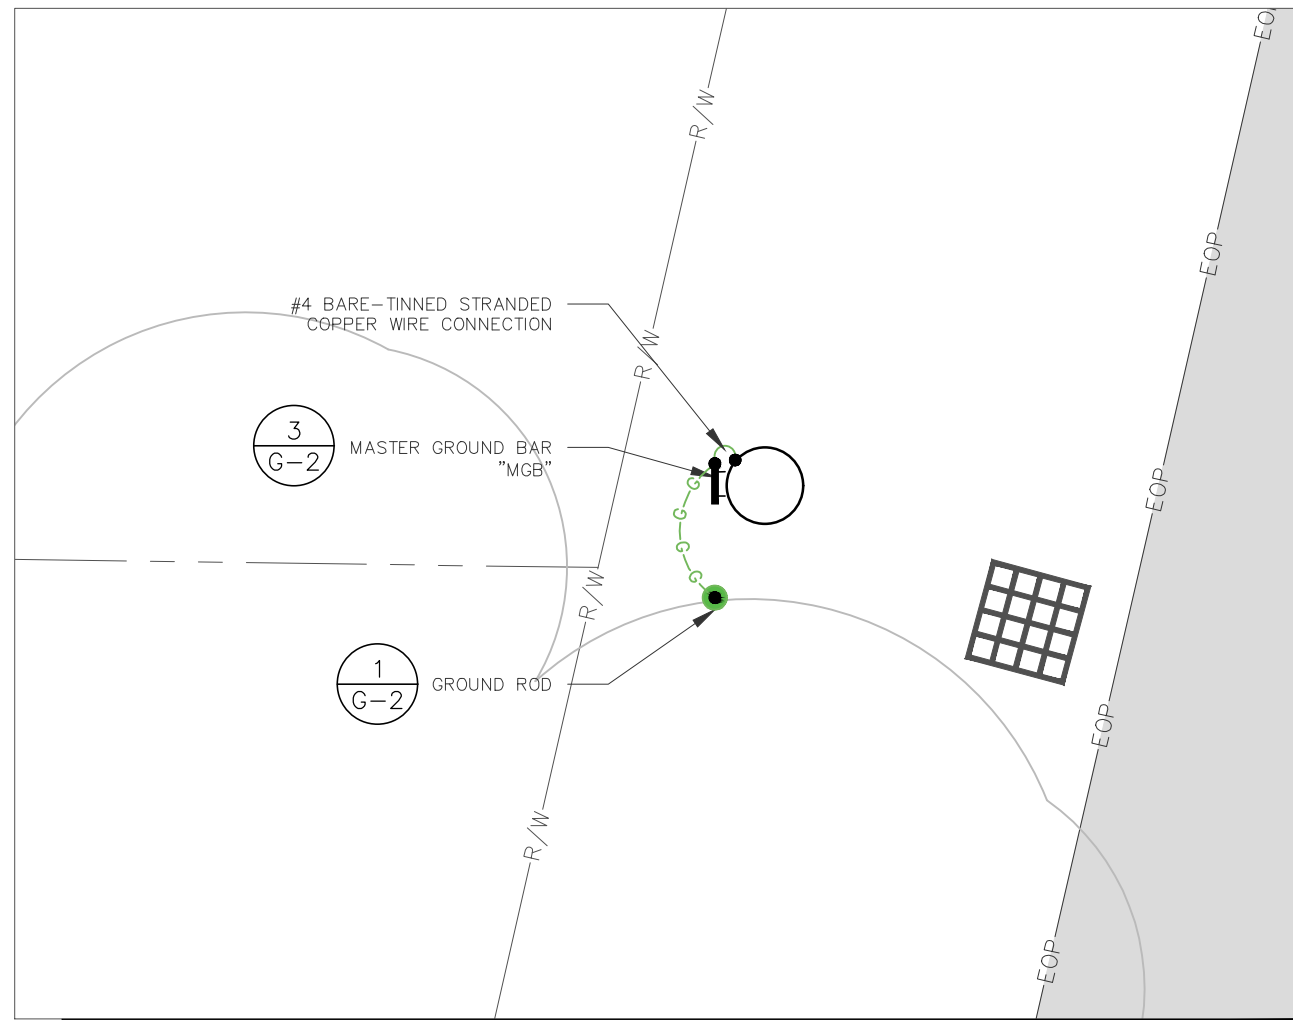 EOP
R/W
EOP
#4 BARE-TINNED STRANDED
COPPER WIRE CONNECTION
R/W
3
G-2
MASTER GROUND BAR
"MGB"
G
G
G
G
EOP
R/W
1
G-2
GROUND ROD
EOP
R/W
EOP